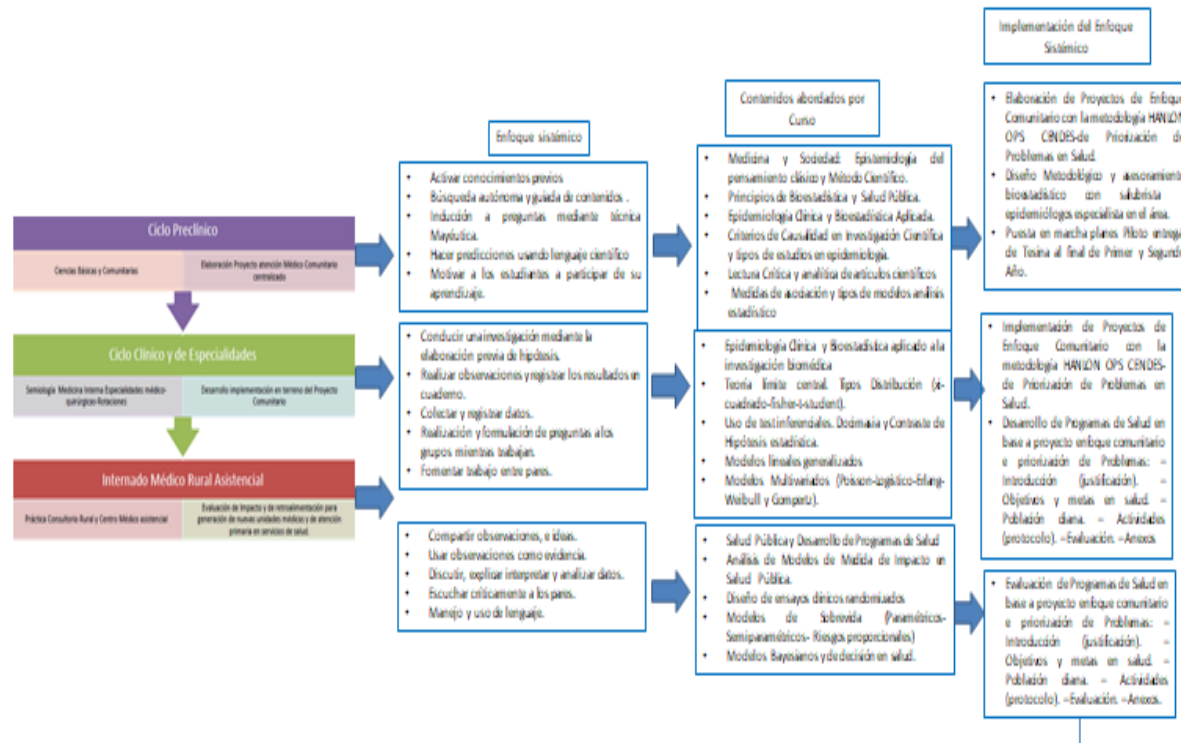 Implementación del Enfoque
Sistémico
Contenidos abordados por
Curso
Enfoque sistémico
Ciclo Preclínico
Ciencias Básicas y Comunitarias
Elaboración Proyecto atención Médico Comunitario
centralizado
• Activar conocimientos previos
• Búsqueda autónoma y guiada de contenidos .
• Inducción a preguntas mediante técnica
Mayéutica.
• Hacer predicciones usando lenguaje científico
• Motivar a los estudiantes a participar de su
aprendizaje.
• Medicina y Sociedad: Epistemología del
pensamiento clásico y Método Científico.
• Principios de Bioestadística y Salud Pública.
• Epidemiología Clínica y Bioestadística Aplicada.
• Criterios de Causalidad en Investigación Científica
y tipos de estudios en epidemiología.
• Lectura Crítica y analítica de artículos científicos
• Medidas de asociación y tipos de modelos análisis
estadístico
• Elaboración de Proyectos de Enfoque
Comunitario con la metodología HANLON
OPS CENDES-de Priorización de
Problemas en Salud.
• Diseño Metodológico y asesoramiento
bioestadístico con salubrista
epidemiólogos especialista en el área.
• Puesta en marcha planes Piloto entrega
de Tesina al final de Primer y Segundo
Año.
Ciclo Clínico y de Especialidades
Semiología Medicina Interna Especialidades médico-
quirúrgicos-Rotaciones
Desarrollo implementación en terreno del Proyecto
Comunitario
• Conducir una investigación mediante la
elaboración previa de hipótesis.
• Realizar observaciones y registrar los resultados en
cuaderno.
• Colectar y registrar datos.
• Realización y formulación de preguntas a los
grupos mientras trabajan.
• Fomentar trabajo entre pares.
• Epidemiología Clínica y Bioestadística aplicado a la
investigación biomédica
• Teoría límite central. Tipos Distribución (ji-
cuadrado-fisher-t-student).
• Uso de test inferenciales. Docimasia y Contraste de
Hipótesis estadística.
• Modelos lineales generalizados
• Modelos Multivariados (Poisson-Logístico-Erlang-
Weibull y Gompertz).
• Implementación de Proyectos de
Enfoque Comunitario con la
metodología HANLON OPS CENDES-
de Priorización de Problemas en
Salud.
• Desarrollo de Programas de Salud en
base a proyecto enfoque comunitario
e priorización de Problemas: –
Introducción (justificación). –
Objetivos y metas en salud. –
Población diana. – Actividades
(protocolo). –Evaluación. –Anexos
Internado Médico Rural Asistencial
Práctica Consultorio Rural y Centro Médico asistencial
Evaluación de Impacto y de retroalimentación para
generación de nuevas unidades médicas y de atención
primaria en servicios de salud.
• Compartir observaciones, e ideas.
• Usar observaciones como evidencia.
• Discutir, explicar interpretar y analizar datos.
• Escuchar críticamente a los pares.
• Manejo y uso de lenguaje.
• Salud Pública y Desarrollo de Programas de Salud
• Análisis de Modelos de Medida de Impacto en
Salud Pública.
• Diseño de ensayos clínicos randomizados
• Modelos de Sobrevida (Paramétricos-
Semiparamétricos- Riesgos proporcionales)
• Modelos Bayesianos y de decisión en salud.
• Evaluación de Programas de Salud en
base a proyecto enfoque comunitario
e priorización de Problemas: –
Introducción (justificación). –
Objetivos y metas en salud. –
Población diana. – Actividades
(protocolo). –Evaluación. –Anexos.